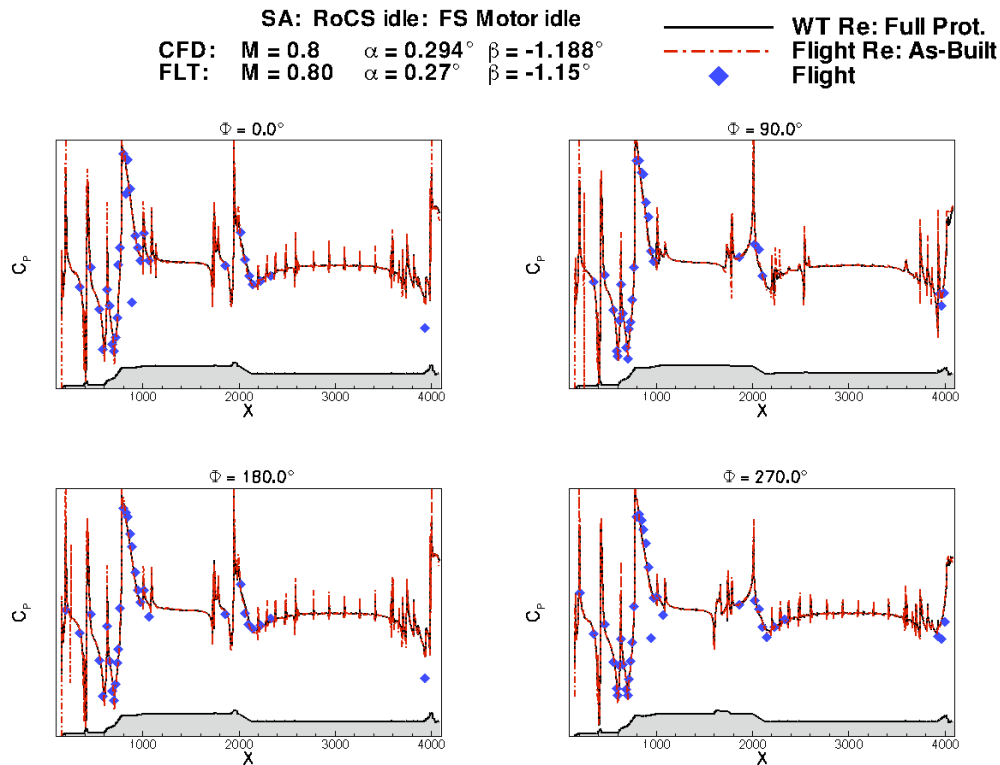 SA: RoCS idle: FS Motor idle
CFD: M = 0.8 α = 0.294° β = -1.188°
FLT: M = 0.80 α = 0.27° β = -1.15°
WT Re: Full Prot.
Flight Re: As-Built
Flight
Φ = 0.0°
C_P
1000 2000 3000 4000
X
Φ = 90.0°
C_P
1000 2000 3000 4000
X
Φ = 180.0°
C_P
1000 2000 3000 4000
X
Φ = 270.0°
C_P
1000 2000 3000 4000
X